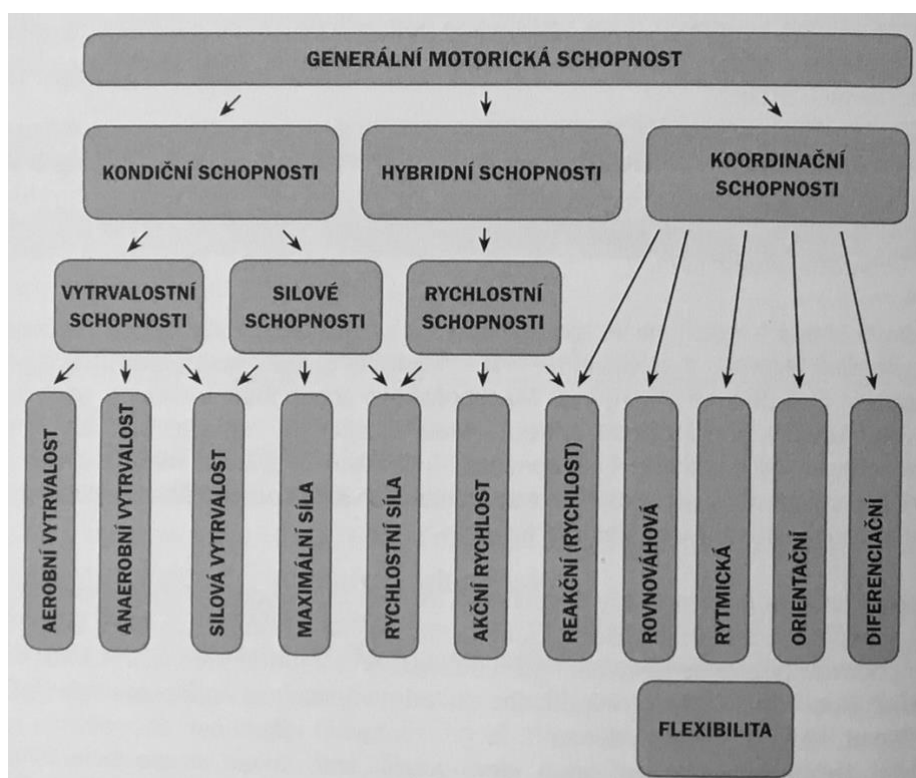 GENERÁLNÍ MOTORICKÁ SCHOPNOST
KONDIČNÍ SCHOPNOSTI
HYBRIDNÍ SCHOPNOSTI
KOORDINAČNÍ
SCHOPNOSTI
VYTRVALOSTNÍ
SCHOPNOSTI
SILOVÉ
SCHOPNOSTI
RYCHLOSTNÍ
SCHOPNOSTI
AEROBNÍ VYTRVALOST
ANAEROBNÍ VYTRVALOST
SILOVÁ VYTRVALOST
MAXIMÁLNÍ SÍLA
RYCHLOSTNÍ SÍLA
AKČNÍ RYCHLOST
REAKČNÍ (RYCHLOST)
ROVNOVÁHOVÁ
RYTMICKÁ
ORIENTAČNÍ
DIFERENCIAČNÍ
FLEXIBILITA